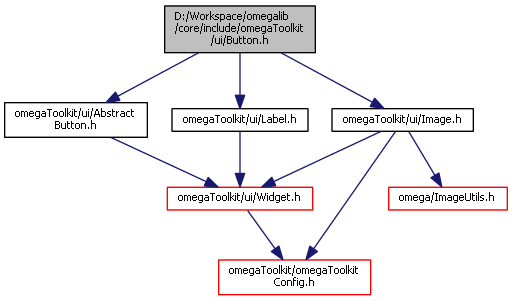 D:/Workspace/omegalib
/core/include/omegaToolkit
/ui/Button.h
omegaToolkit/ui/Abstract
Button.h
omegaToolkit/ui/Label.h
omegaToolkit/ui/Image.h
omegaToolkit/ui/Widget.h
omega/ImageUtils.h
omegaToolkit/omegaToolkit
Config.h